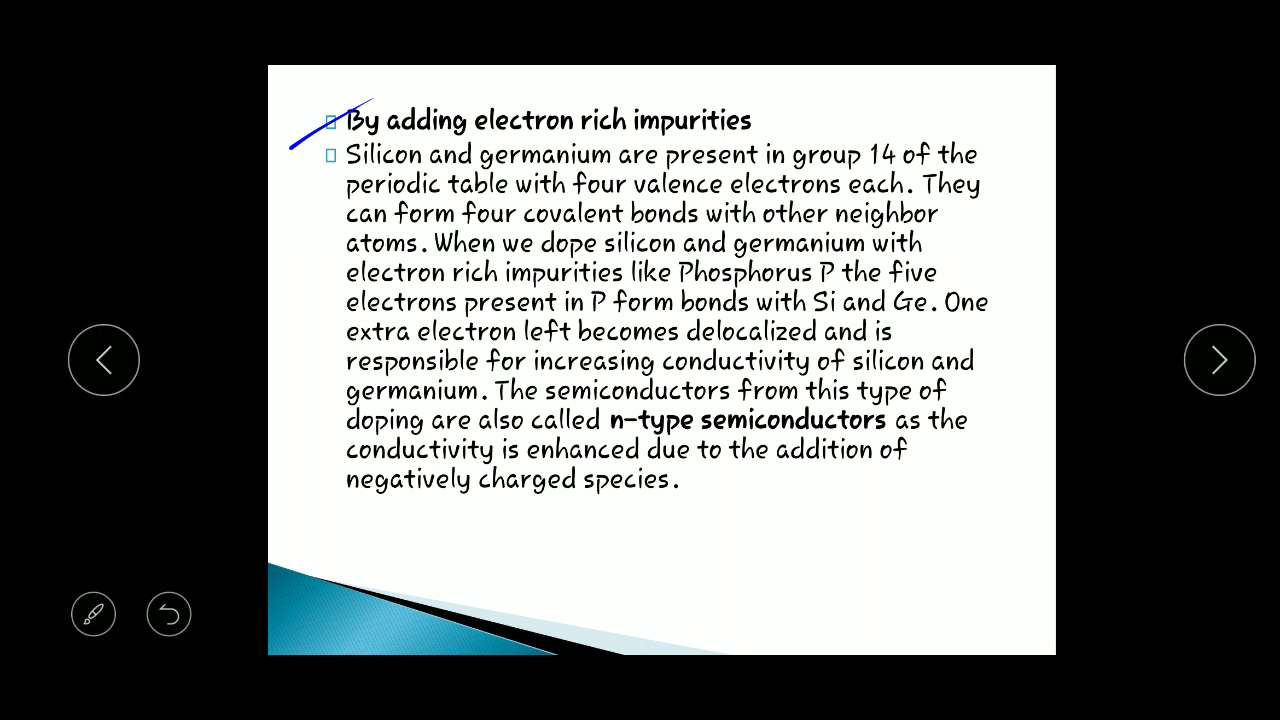 By adding electron rich impurities
Silicon and germanium are present in group 14 of the
periodic table with four valence electrons each. They
can form four covalent bonds with other neighbor
atoms. When we dope silicon and germanium with
electron rich impurities like Phosphorus P the five
electrons present in P form bonds with Si and Ge. One
extra electron left becomes delocalized and is
responsible for increasing conductivity of silicon and
germanium. The semiconductors from this type of
doping are also called n-type semiconductors as the
conductivity is enhanced due to the addition of
negatively charged species.